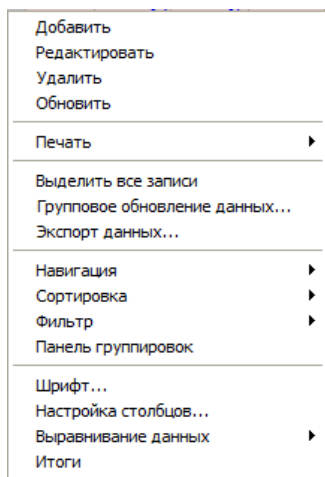 Добавить
Редактировать
Удалить
Обновить
Печать
Выделить все записи
Групповое обновление данных...
Экспорт данных...
Навигация
Сортировка
Фильтр
Панель группировок
Шрифт...
Настройка столбцов...
Выравнивание данных
Итоги